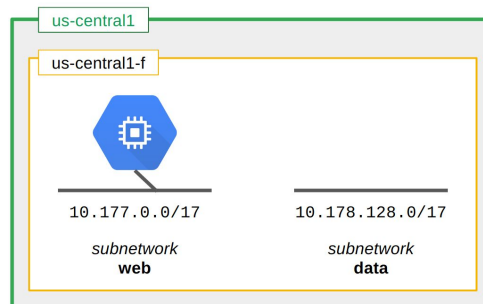 us-central1
us-central1-f
10.177.0.0/17
10.178.128.0/17
subnetwork
web
subnetwork
data